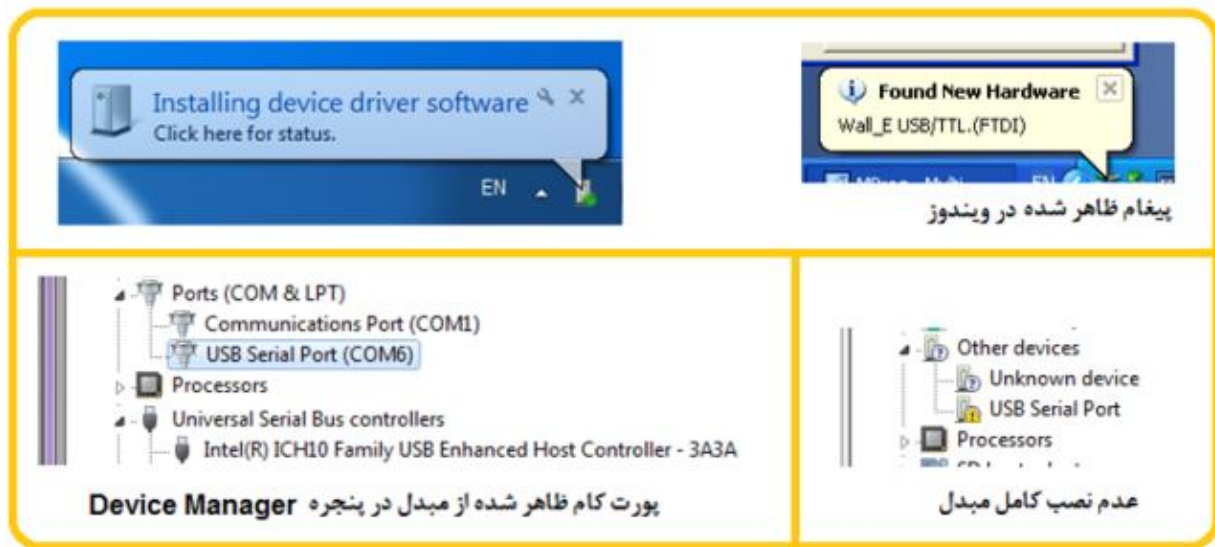 Installing device driver software
Click here for status.
EN
Found New Hardware
Wall_E USB/TTL.(FTDI)
EN
پیغام ظاهر شده در ویندوز
Ports (COM & LPT)
Communications Port (COM1)
USB Serial Port (COM6)
Processors
Universal Serial Bus controllers
Intel(R) ICH10 Family USB Enhanced Host Controller - 3A3A
پورت کام ظاهر شده از مبدل در پنجره Device Manager
Other devices
Unknown device
USB Serial Port
Processors
عدم نصب کامل مبدل